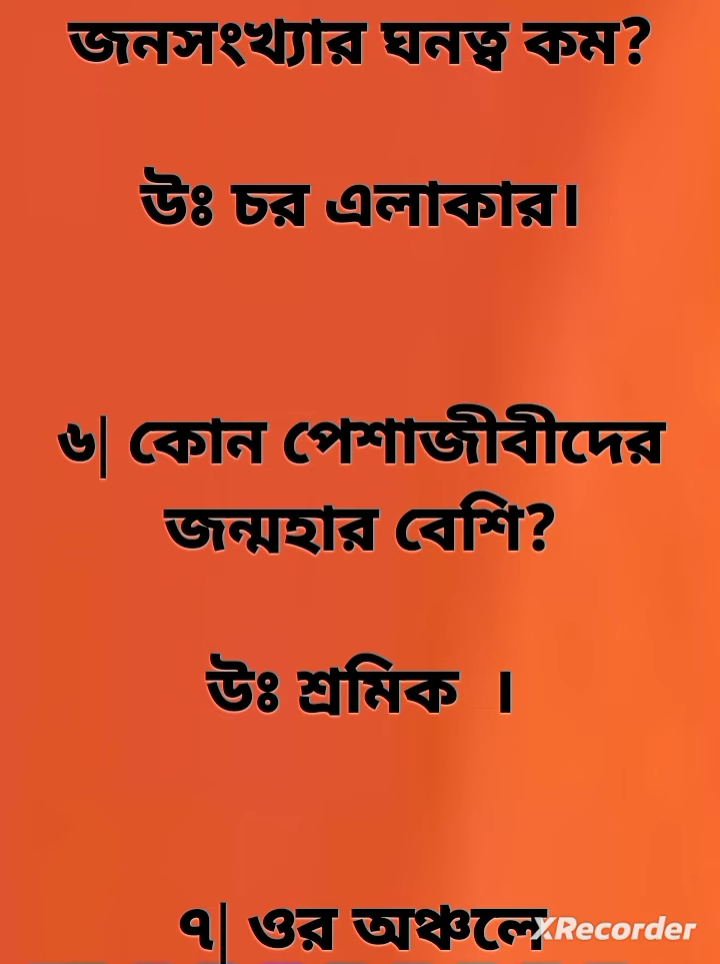 জনসংখ্যার ঘনত্ব কম?
উঃ চর এলাকার।
৬| কোন পেশাজীবীদের
জন্মহার বেশি?
উঃ শ্রমিক ।
৭| ওর অঞ্চলে
XRecorder